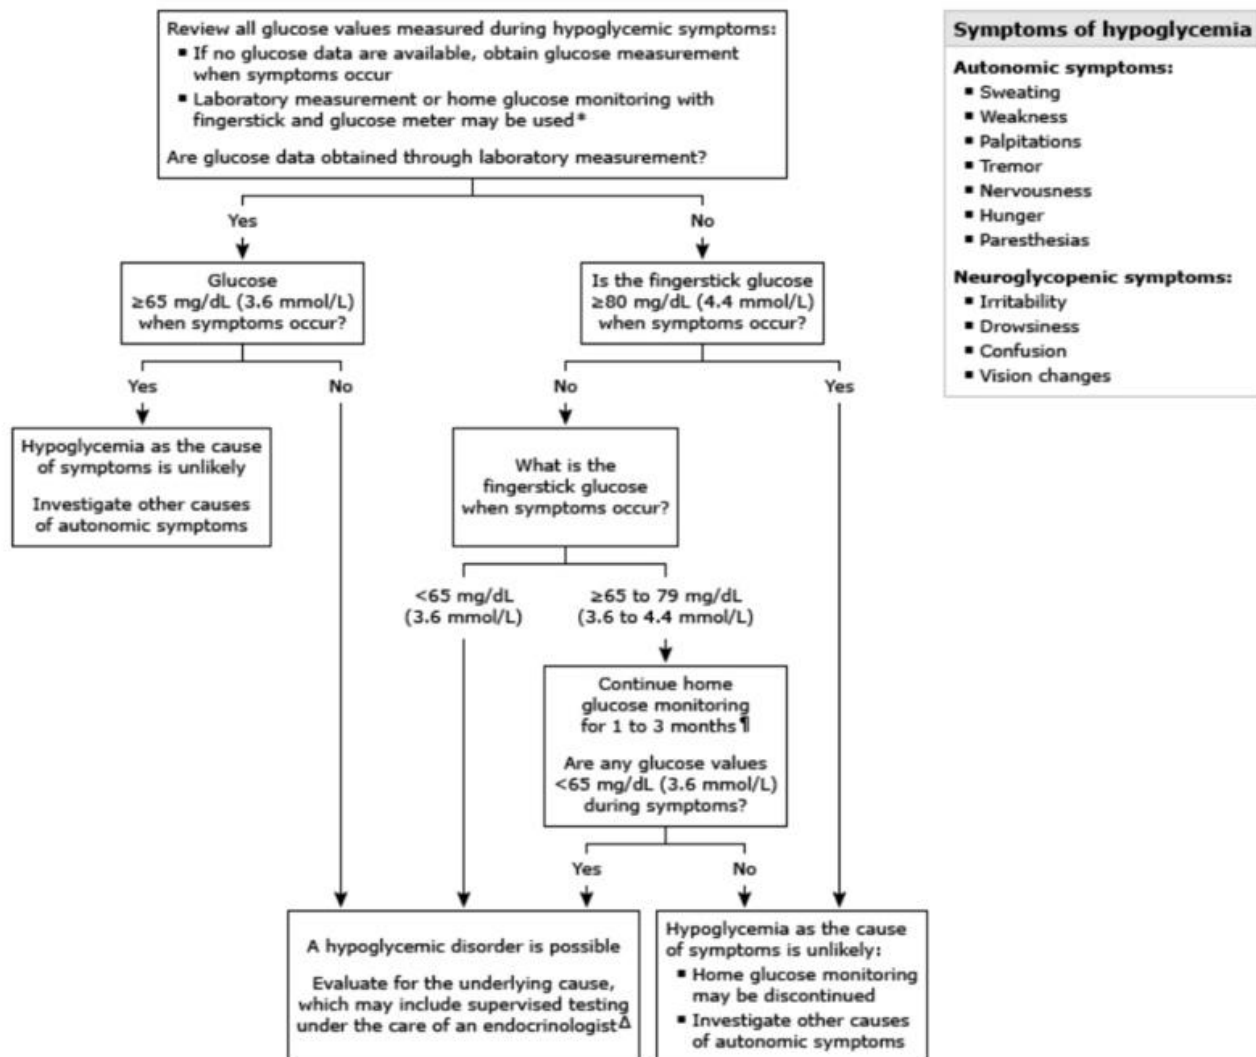 Review all glucose values measured during hypoglycemic symptoms:
▪ If no glucose data are available, obtain glucose measurement
when symptoms occur
▪ Laboratory measurement or home glucose monitoring with
fingerstick and glucose meter may be used*
Are glucose data obtained through laboratory measurement?
Yes
No
Glucose
≥65 mg/dL (3.6 mmol/L)
when symptoms occur?
Is the fingerstick glucose
≥80 mg/dL (4.4 mmol/L)
when symptoms occur?
Yes
No
No
Yes
Hypoglycemia as the cause
of symptoms is unlikely
Investigate other causes
of autonomic symptoms
What is the
fingerstick glucose
when symptoms occur?
<65 mg/dL
(3.6 mmol/L)
≥65 to 79 mg/dL
(3.6 to 4.4 mmol/L)
Continue home
glucose monitoring
for 1 to 3 months¶
Are any glucose values
<65 mg/dL (3.6 mmol/L)
during symptoms?
Yes
No
A hypoglycemic disorder is possible
Evaluate for the underlying cause,
which may include supervised testing
under the care of an endocrinologistΔ
Hypoglycemia as the cause
of symptoms is unlikely:
▪ Home glucose monitoring
may be discontinued
▪ Investigate other causes
of autonomic symptoms
Symptoms of hypoglycemia
Autonomic symptoms:
▪ Sweating
▪ Weakness
▪ Palpitations
▪ Tremor
▪ Nervousness
▪ Hunger
▪ Paresthesias
Neuroglycopenic symptoms:
▪ Irritability
▪ Drowsiness
▪ Confusion
▪ Vision changes